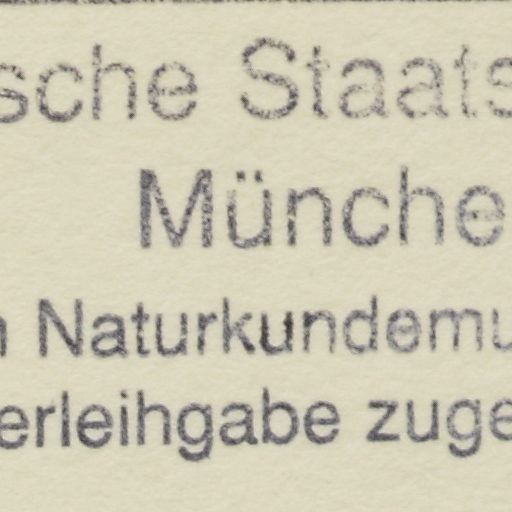 sche Staats
Münche
n Naturkundemu
erleihgabe zuge